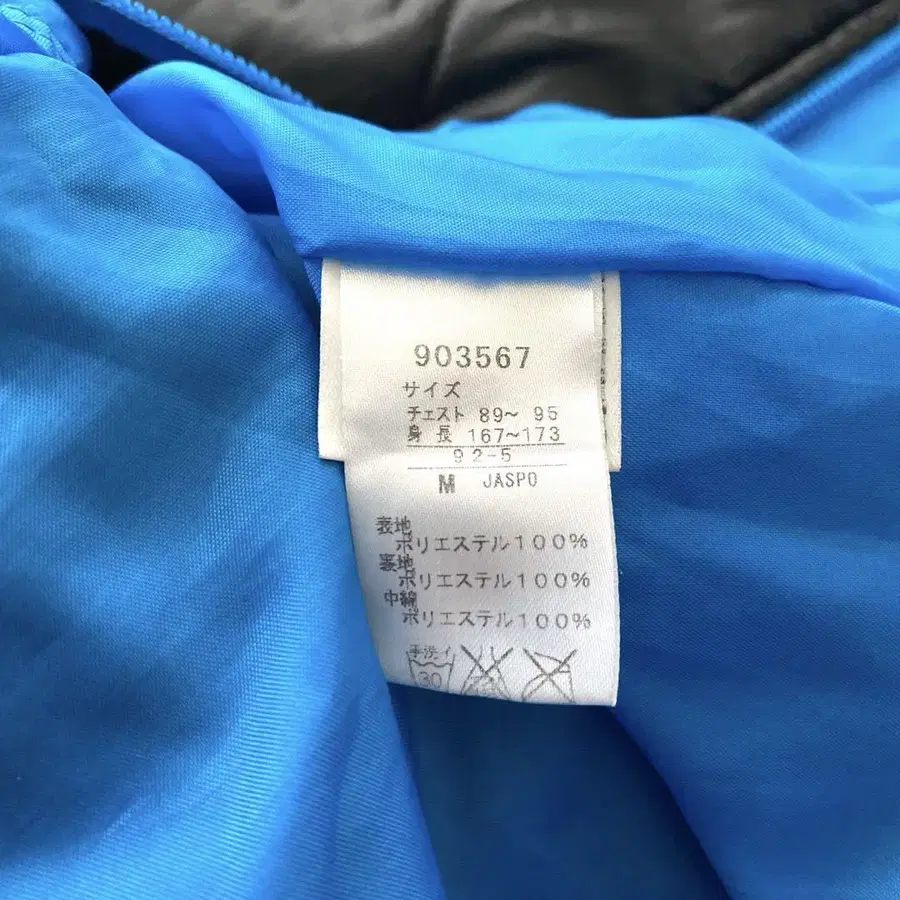 903567
サイズ
チェスト 89~ 95
身 長 167~173
92-5
M JASPO
表地
ポリエステル100%
裏地
ポリエステル100%
中綿
ポリエステル100%
手洗イ
30